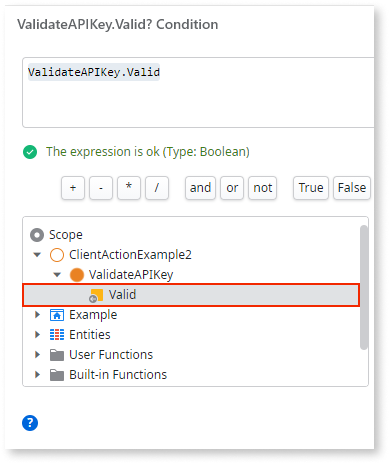 ValidateAPIKey.Valid? Condition
ValidateAPIKey.Valid
The expression is ok (Type: Boolean)
+ - * / and or not True False
Scope
ClientActionExample2
ValidateAPIKey
Valid
Example
Entities
User Functions
Built-in Functions
?